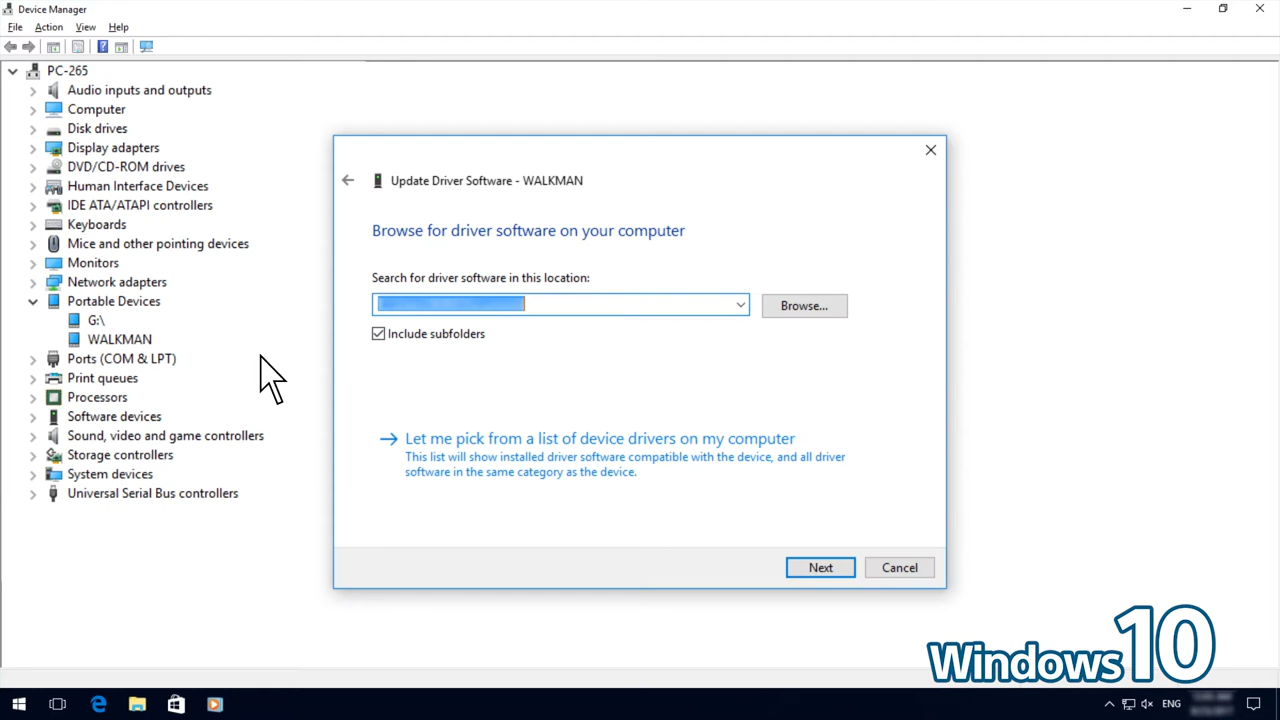 Device Manager
File Action View Help
PC-265
Audio inputs and outputs
Computer
Disk drives
Display adapters
DVD/CD-ROM drives
Human Interface Devices
IDE ATA/ATAPI controllers
Keyboards
Mice and other pointing devices
Monitors
Network adapters
Portable Devices
G:\
WALKMAN
Ports (COM & LPT)
Print queues
Processors
Software devices
Sound, video and game controllers
Storage controllers
System devices
Universal Serial Bus controllers
Update Driver Software - WALKMAN
Browse for driver software on your computer
Search for driver software in this location:
Browse...
Include subfolders
Let me pick from a list of device drivers on my computer
This list will show installed driver software compatible with the device, and all driver
software in the same category as the device.
Next Cancel
Windows 10
ENG